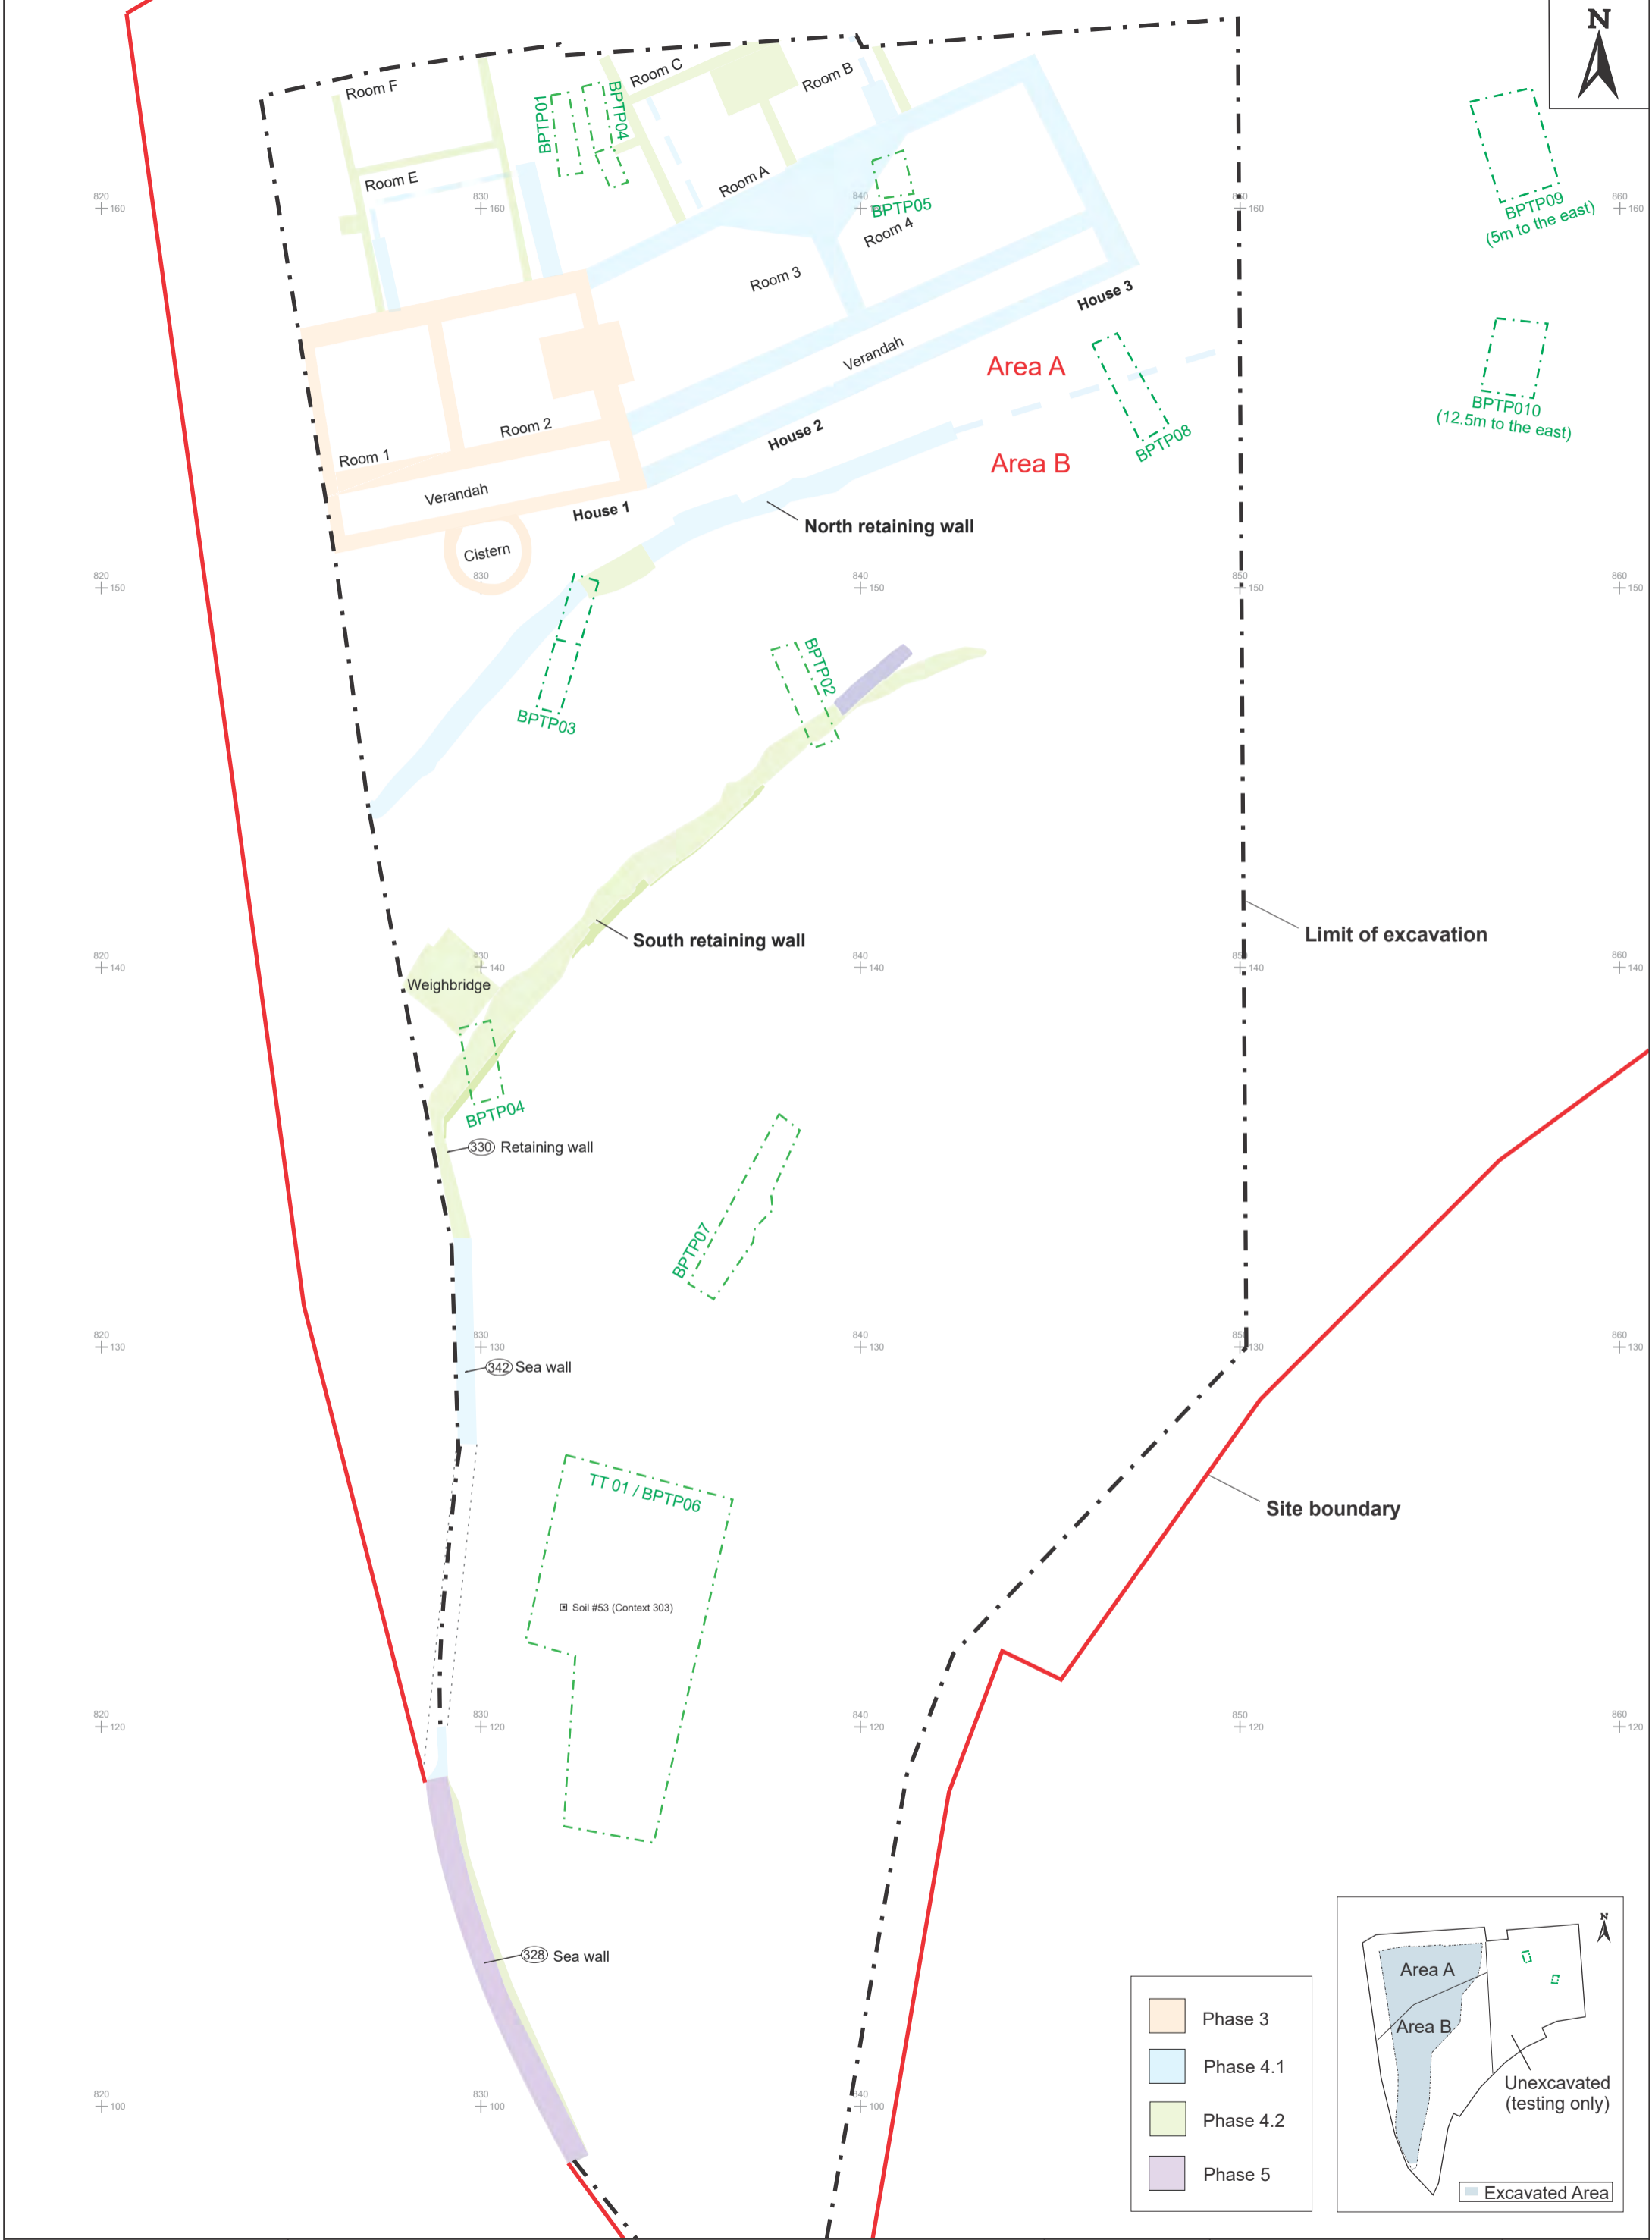 N
Room F
BPTP01
BPTP04
Room C
Room B
Room E
Room A
820
160
830
160
840
160
850
160
860
160
BPTP05
BPTP09
(5m to the east)
Room 4
Room 3
House 3
Verandah
Area A
BPTP010
(12.5m to the east)
Room 2
House 2
BPTP08
Room 1
Area B
Verandah
House 1
North retaining wall
Cistern
820
150
830
840
150
850
150
860
150
BPTP02
BPTP03
Limit of excavation
South retaining wall
820
140
830
140
840
140
850
140
860
140
Weighbridge
BPTP04
330 Retaining wall
BPTP07
820
130
830
130
840
130
850
130
860
130
342 Sea wall
TT 01 / BPTP06
Site boundary
Soil #53 (Context 303)
820
120
830
120
840
120
850
120
860
120
328 Sea wall
820
100
830
100
840
100
Phase 3
Phase 4.1
Phase 4.2
Phase 5
N
Area A
Area B
Unexcavated
(testing only)
Excavated Area